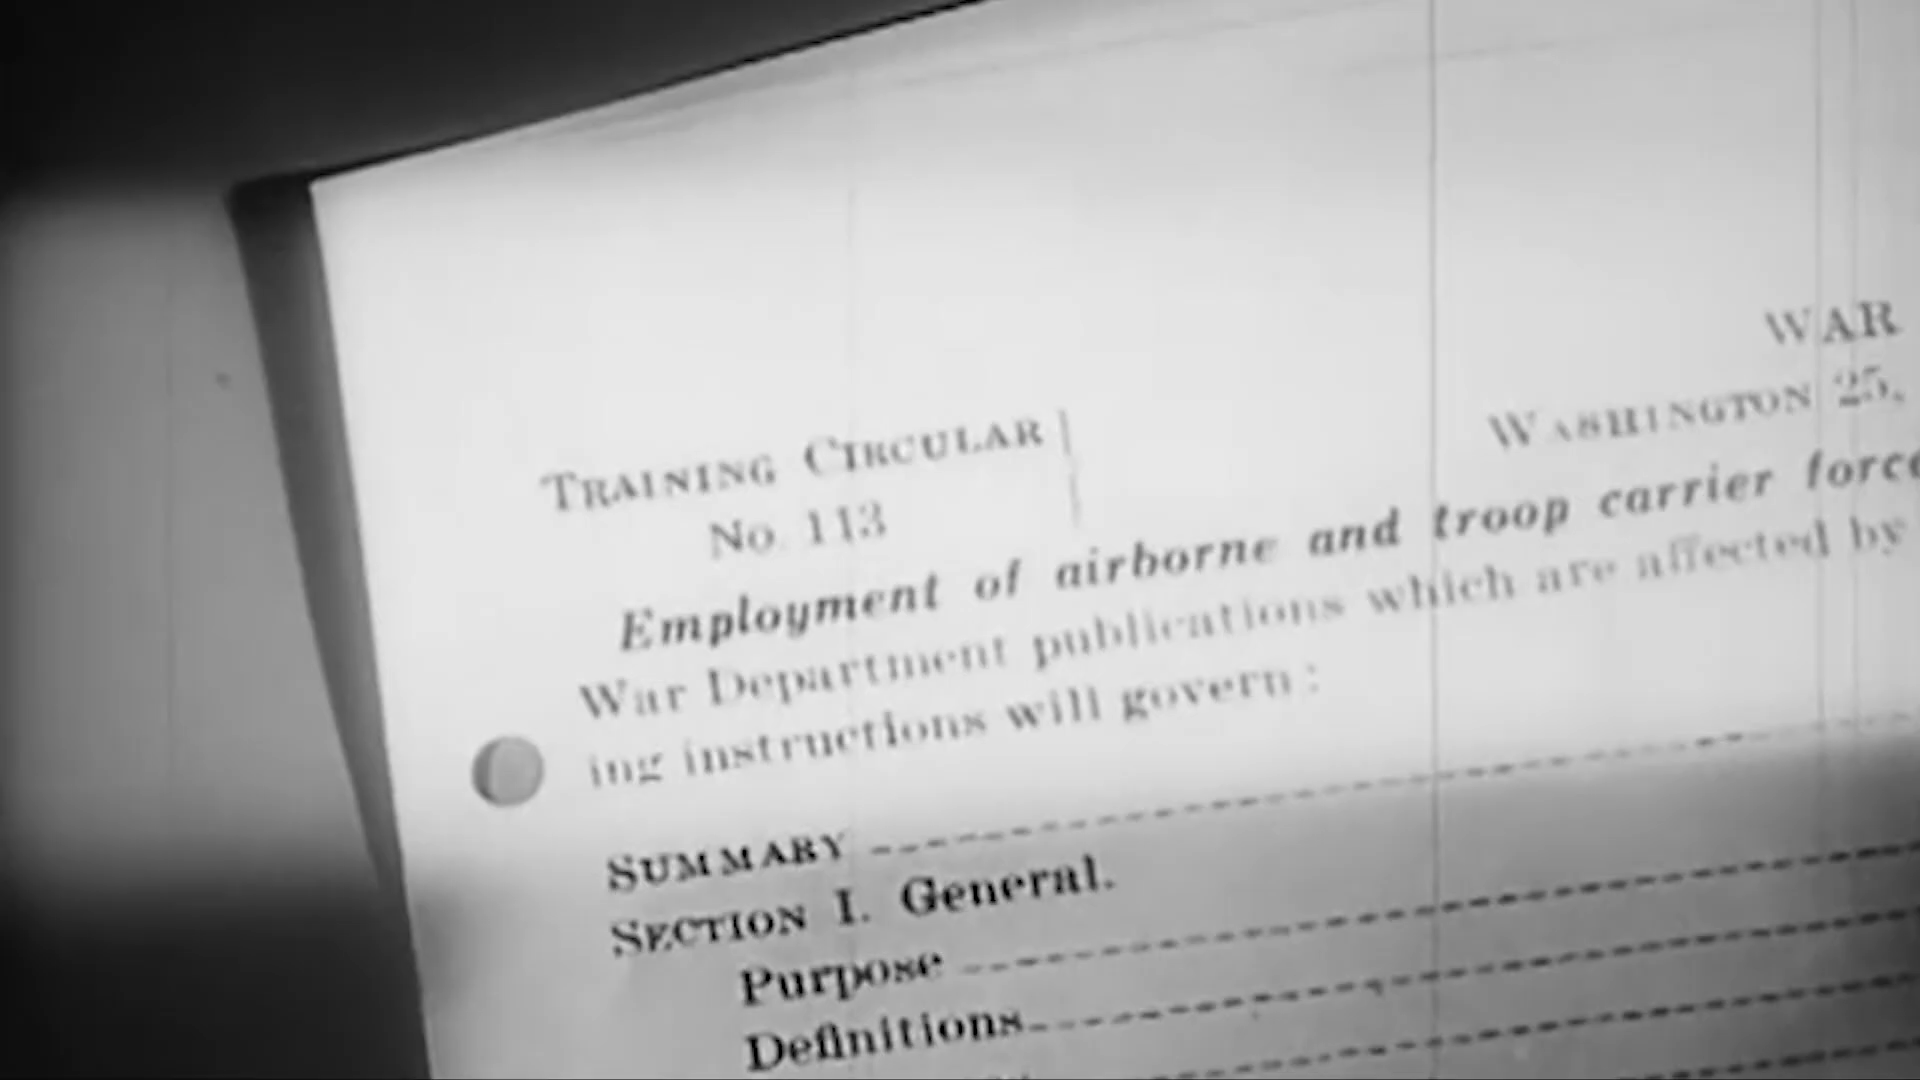 WAR
WASHINGTON 25,
TRAINING CIRCULAR
No. 113
Employment of airborne and troop carrier force
War Department publications which are affected by
ing instructions will govern:
SUMMARY
SECTION I. General.
Purpose
Definitions